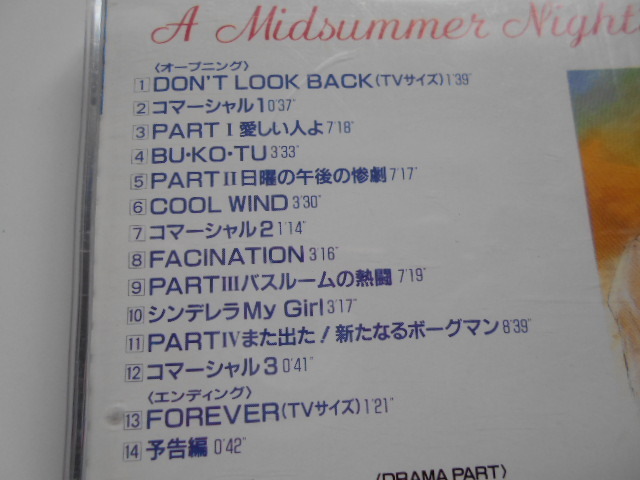 A Midsummer Night
〈オープニング〉
1 DON'T LOOK BACK(TVサイズ)1'39"
2 コマーシャル1 0'37"
3 PART I 愛しい人よ 7'18"
4 BU·KO·TU 3'33"
5 PART II 日曜の午後の惨劇 7'17"
6 COOL WIND 3'30"
7 コマーシャル2 1'14"
8 FACINATION 3'16"
9 PART III バスルームの熱闘 7'19"
10 シンデレラMy Girl 3'17"
11 PART IV また出た！新たなるボーグマン 8'39"
12 コマーシャル3 0'41"
〈エンディング〉
13 FOREVER(TVサイズ)1'21"
14 予告編 0'42"
〈DRAMA PART〉